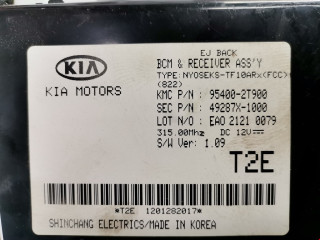 EJ BACK
KIA
KIA MOTORS
BCM & RECEIVER ASS'Y
TYPE:NYOSEKS-TF10ARx(FCC)
(822)
KMC P/N : 95400-2T900
SEC P/N : 49287X-1000
LOT N/O : EAO 2121 0079
315.00Mhz DC 12V
S/W Ver: 1.09
T2E
*T2E 1201282017*
SHINCHANG ELECTRICS/MADE IN KOREA